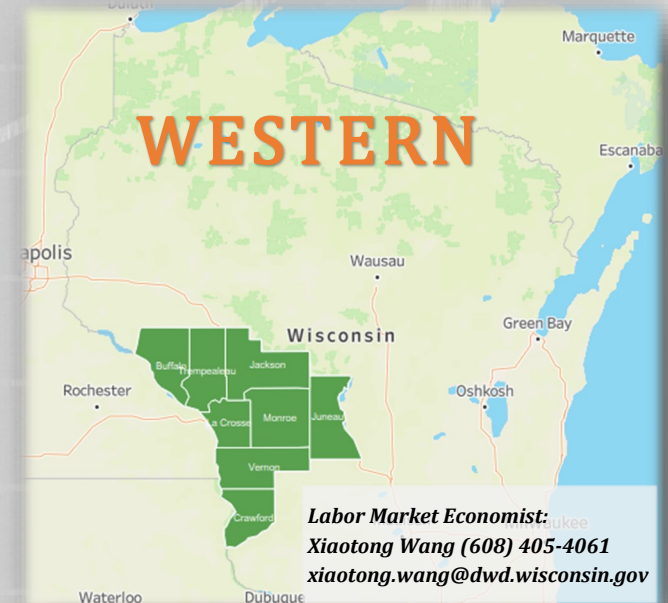 Duluth
Marquette
WESTERN
Escanaba
apolis
Wausau
Wisconsin
Green Bay
Buffalo
Trempealeau
Jackson
Rochester
Oshkosh
La Crosse
Monroe
Juneau
Vernon
Crawford
Labor Market Economist:
Milwaukee
Xiaotong Wang (608) 405-4061
xiaotong.wang@dwd.wisconsin.gov
Waterloo
Dubuque